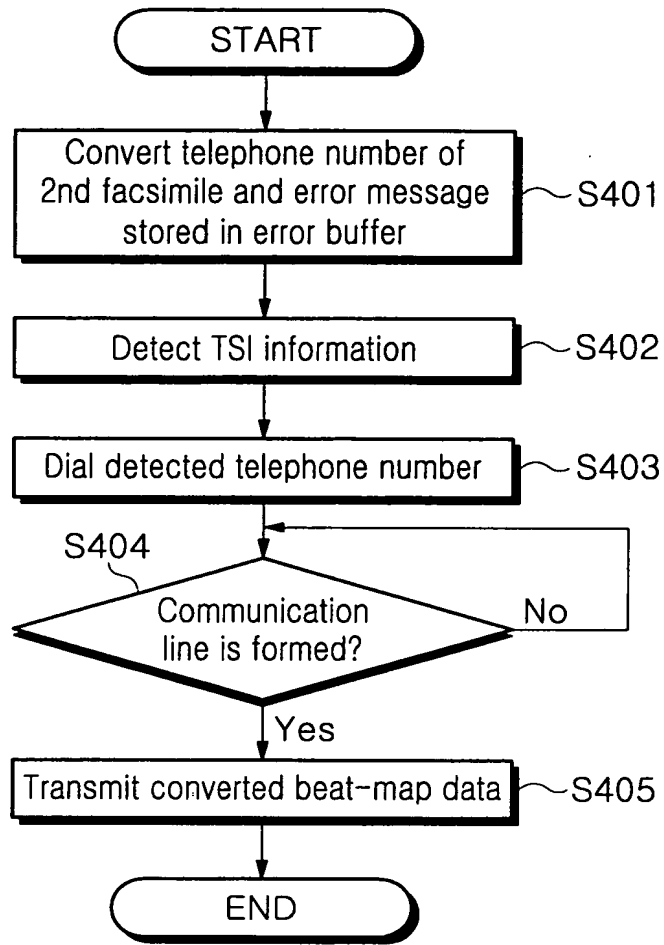 START
Convert telephone number of
2nd facsimile and error message
stored in error buffer
S401
Detect TSI information
S402
Dial detected telephone number
S403
S404
Communication
line is formed?
No
Yes
Transmit converted beat-map data
S405
END